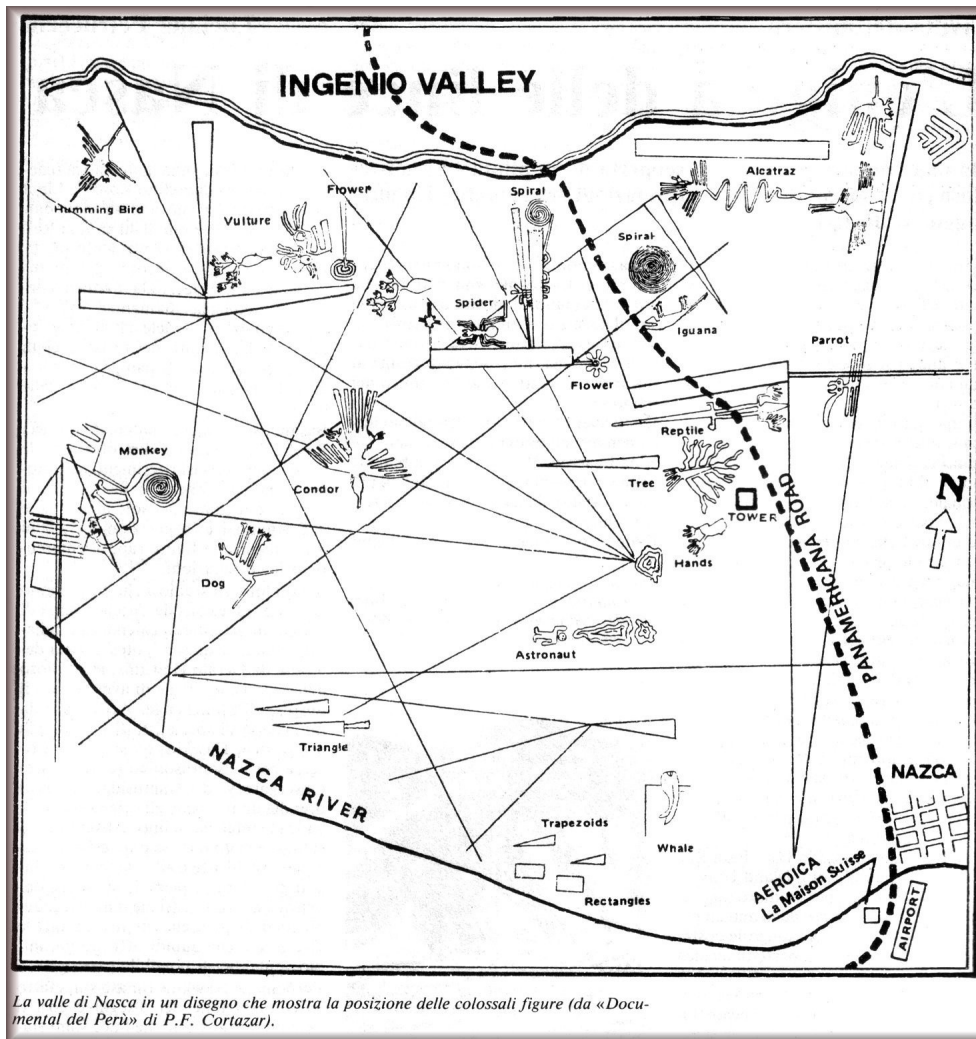 INGENIO VALLEY
Humming Bird
Vulture
Flower
Spiral
Alcatraz
Spiral
Spider
Iguana
Flower
Parrot
Reptile
Monkey
Condor
Tree
TOWER
N
Hands
Dog
PANAMERICANA ROAD
Astronaut
Triangle
NAZCA RIVER
NAZCA
Trapezoids
Whale
Rectangles
AEROICA
La Maison Suisse
AIRPORT
La valle di Nasca in un disegno che mostra la posizione delle colossali figure (da «Docu-
mental del Perù» di P.F. Cortazar).